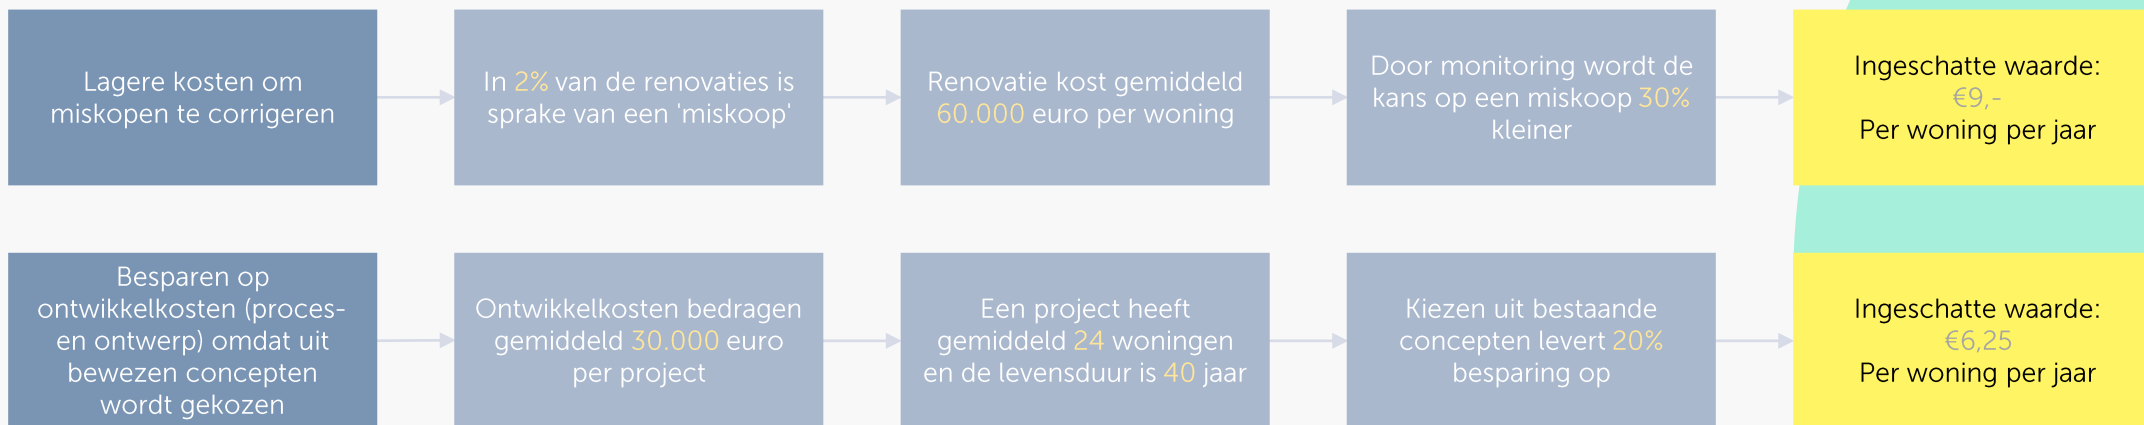 Lagere kosten om
miskopen te corrigeren
In 2% van de renovaties is
sprake van een 'miskoop'
Renovatie kost gemiddeld
60.000 euro per woning
Door monitoring wordt de
kans op een miskoop 30%
kleiner
Ingeschatte waarde:
€9,-
Per woning per jaar
Besparen op
ontwikkelkosten (proces-
en ontwerp) omdat uit
bewezen concepten
wordt gekozen
Ontwikkelkosten bedragen
gemiddeld 30.000 euro
per project
Een project heeft
gemiddeld 24 woningen
en de levensduur is 40 jaar
Kiezen uit bestaande
concepten levert 20%
besparing op
Ingeschatte waarde:
€6,25
Per woning per jaar